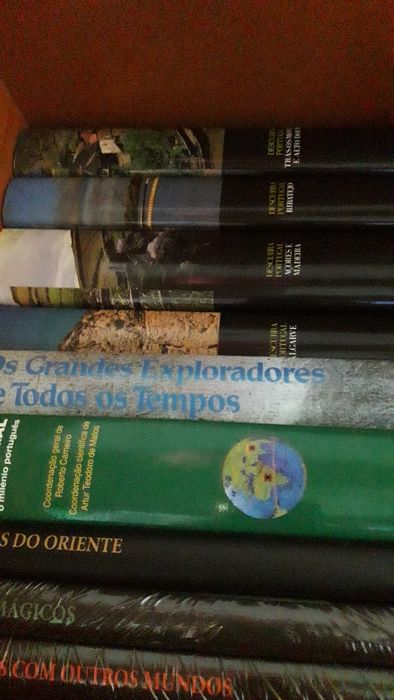 DESCUBRA
PORTUGAL
TRÁS-OS-MONTES
E ALTO DOURO
DESCUBRA
PORTUGAL
RIBATEJO
DESCUBRA
PORTUGAL
AÇORES E
MADEIRA
DESCUBRA
PORTUGAL
ALGARVE
Os Grandes Exploradores
e Todos os Tempos
AL
o milénio português
Coordenação geral de
Roberto Carneiro
Coordenação científica de
Artur Teodoro de Matos
S DO ORIENTE
MÁGICOS
S COM OUTROS MUNDOS